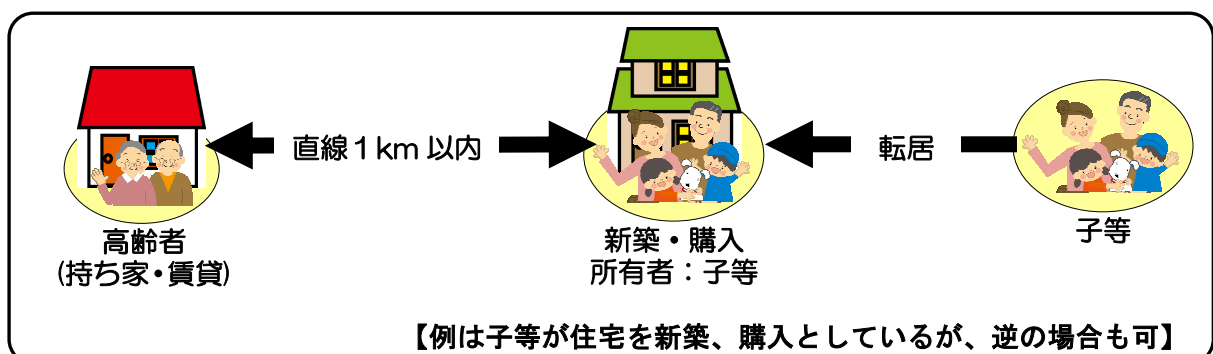 直線１km 以内
転居
高齢者
(持ち家・賃貸)
新築・購入
所有者：子等
子等
【例は子等が住宅を新築、購入としているが、逆の場合も可】